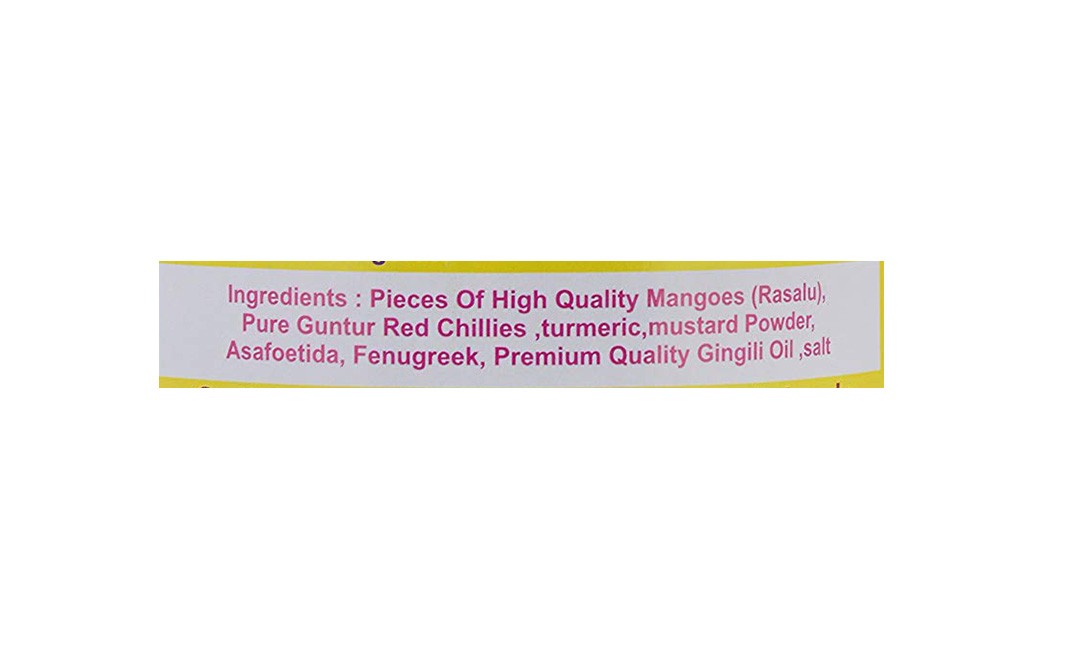 Ingredients : Pieces Of High Quality Mangoes (Rasalu),
Pure Guntur Red Chillies ,turmeric,mustard Powder,
Asafoetida, Fenugreek, Premium Quality Gingili Oil ,salt